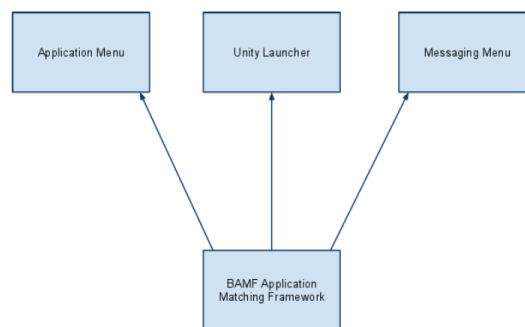 Application Menu
Unity Launcher
Messaging Menu
BAMF Application
Matching Framework